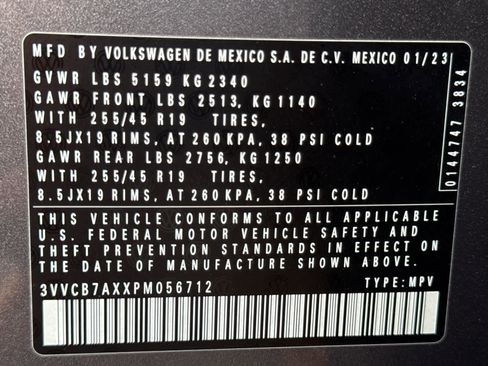 MFD BY VOLKSWAGEN DE MEXICO S.A. DE C.V. MEXICO 01/23
GVWR LBS 5159 KG 2340
GAWR FRONT LBS 2513, KG 1140
WITH 255/45 R19 TIRES,
8.5JX19 RIMS, AT 260 KPA, 38 PSI COLD
GAWR REAR LBS 2756, KG 1250
WITH 255/45 R19 TIRES,
8.5JX19 RIMS, AT 260 KPA, 38 PSI COLD
THIS VEHICLE CONFORMS TO ALL APPLICABLE
U.S. FEDERAL MOTOR VEHICLE SAFETY AND
THEFT PREVENTION STANDARDS IN EFFECT ON
THE DATE OF MANUFACTURE SHOWN ABOVE.
3VVCB7AXXPM056712 TYPE: MPV
0144747 3834